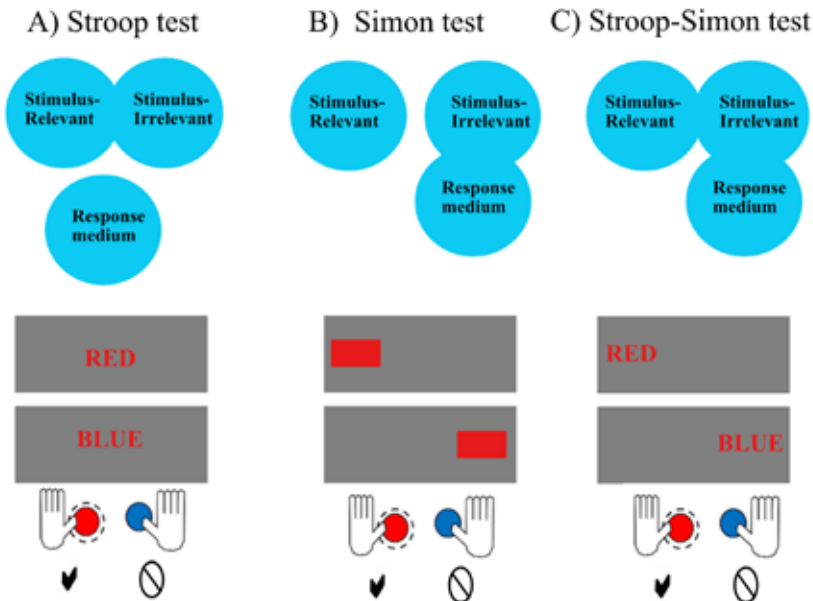 A) Stroop test
Stimulus-
Relevant
Stimulus-
Irrelevant
Response
medium
RED
BLUE
B) Simon test
Stimulus-
Relevant
Stimulus-
Irrelevant
Response
medium
C) Stroop-Simon test
Stimulus-
Relevant
Stimulus-
Irrelevant
Response
medium
RED
BLUE